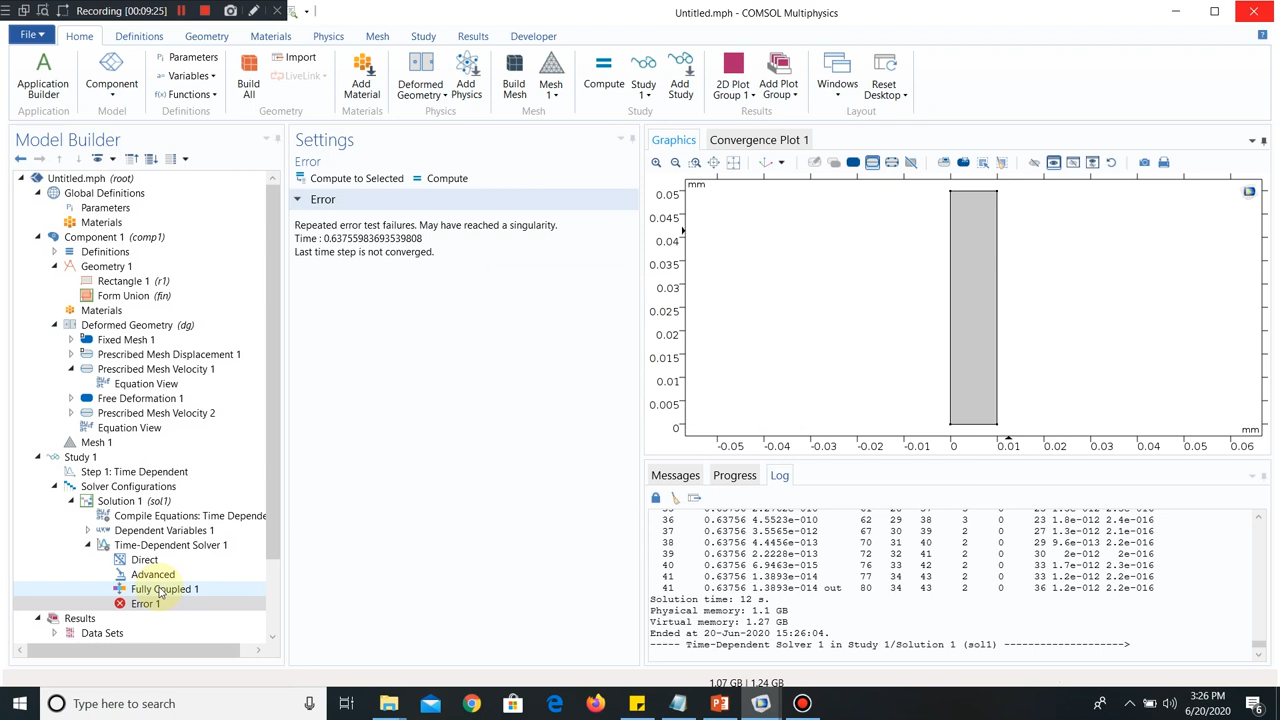 Recording [00:09:25]
Untitled.mph - COMSOL Multiphysics
File
Home
Definitions
Geometry
Materials
Physics
Mesh
Study
Results
Developer
Application Builder
Application
Component
Model
Parameters
Variables
f(x) Functions
Definitions
Build All
Import
LiveLink
Geometry
Add Material
Materials
Deformed Geometry
Add Physics
Physics
Build Mesh
Mesh 1
Mesh
Compute
Study 1
Add Study
Study
2D Plot Group 1
Add Plot Group
Results
Windows
Reset Desktop
Layout
Model Builder
Untitled.mph (root)
Global Definitions
Parameters
Materials
Component 1 (comp1)
Definitions
Geometry 1
Rectangle 1 (r1)
Form Union (fin)
Materials
Deformed Geometry (dg)
Fixed Mesh 1
Prescribed Mesh Displacement 1
Prescribed Mesh Velocity 1
Equation View
Free Deformation 1
Prescribed Mesh Velocity 2
Equation View
Mesh 1
Study 1
Step 1: Time Dependent
Solver Configurations
Solution 1 (sol1)
Compile Equations: Time Depende
Dependent Variables 1
Time-Dependent Solver 1
Direct
Advanced
Fully Coupled 1
Error 1
Results
Data Sets
Settings
Error
Compute to Selected = Compute
Error
Repeated error test failures. May have reached a singularity.
Time : 0.63755983693539808
Last time step is not converged.
Graphics
Convergence Plot 1
mm
0.05
0.045
0.04
0.035
0.03
0.025
0.02
0.015
0.01
0.005
0
mm
-0.05 -0.04 -0.03 -0.02 -0.01 0 0.01 0.02 0.03 0.04 0.05 0.06
Messages Progress Log
36 0.63756 4.5523e-010 62 29 38 3 0 23 1.8e-012 2.4e-016
37 0.63756 3.5565e-012 67 30 39 2 0 27 1.3e-012 2.1e-016
38 0.63756 4.4456e-013 70 31 40 2 0 29 9.6e-013 2.2e-016
39 0.63756 2.2228e-013 72 32 41 2 0 30 2e-012 2e-016
40 0.63756 6.9463e-015 76 33 42 2 0 33 1.7e-012 2.3e-016
41 0.63756 1.3893e-014 77 34 43 2 0 33 1.2e-012 2.2e-016
41 0.63756 1.3893e-014 out 80 34 43 2 0 36 1.2e-012 2.2e-016
Solution time: 12 s.
Physical memory: 1.1 GB
Virtual memory: 1.27 GB
Ended at 20-Jun-2020 15:26:04.
----- Time-Dependent Solver 1 in Study 1/Solution 1 (sol1) -------------------->
1.07 GB | 1.24 GB
Type here to search
3:26 PM
6/20/2020
6